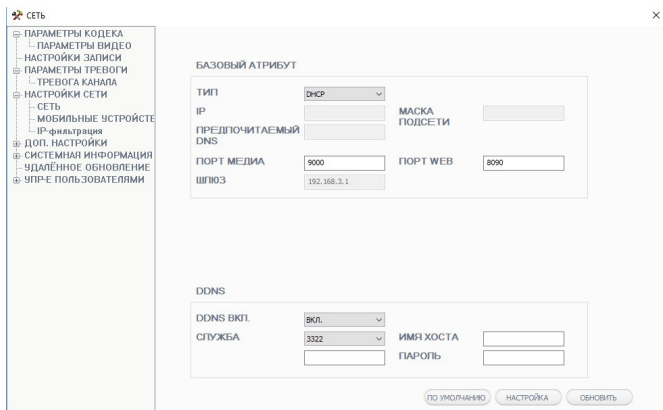 СЕТЬ
ПАРАМЕТРЫ КОДЕКА
ПАРАМЕТРЫ ВИДЕО
НАСТРОЙКИ ЗАПИСИ
ПАРАМЕТРЫ ТРЕВОГИ
ТРЕВОГА КАНАЛА
НАСТРОЙКИ СЕТИ
СЕТЬ
МОБИЛЬНЫЕ УСТРОЙСТЕ
IP-фильтрация
ДОП. НАСТРОЙКИ
СИСТЕМНАЯ ИНФОРМАЦИЯ
УДАЛЁННОЕ ОБНОВЛЕНИЕ
УПР-Е ПОЛЬЗОВАТЕЛЯМИ
БАЗОВЫЙ АТРИБУТ
ТИП DHCP
IP МАСКА ПОДСЕТИ
ПРЕДПОЧИТАЕМЫЙ DNS
ПОРТ МЕДИА 9000 ПОРТ WEB 8090
ШЛЮЗ 192.168.3.1
DDNS
DDNS ВКЛ. ВКЛ.
СЛУЖБА 3322 ИМЯ ХОСТА
ПАРОЛЬ
ПО УМОЛЧАНИЮ НАСТРОЙКА ОБНОВИТЬ